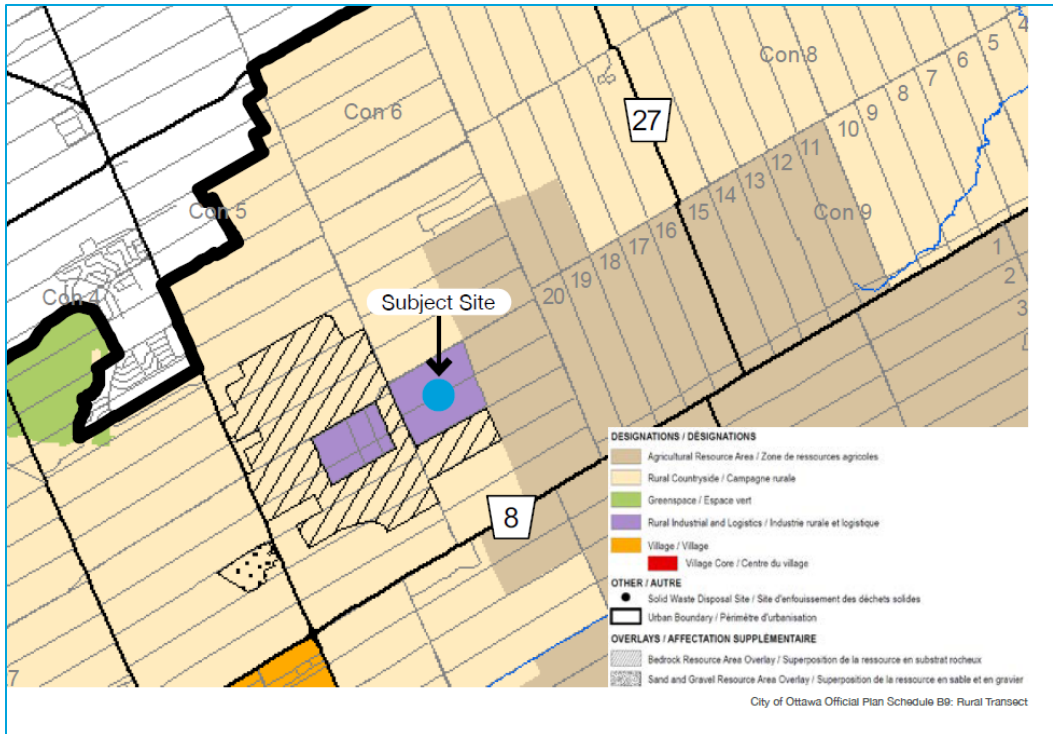 Con 8
4
5
6
7
8
9
10
11
12
13
14
15
16
17
18
19
20
Con 6
27
Con 5
Con 9
Con 4
1
2
3
Subject Site
8
7
DESIGNATIONS / DÉSIGNATIONS
Agricultural Resource Area / Zone de ressources agricoles
Rural Countryside / Campagne rurale
Greenspace / Espace vert
Rural Industrial and Logistics / Industrie rurale et logistique
Village / Village
Village Core / Centre du village
OTHER / AUTRE
Solid Waste Disposal Site / Site d'enfouissement des déchets solides
Urban Boundary / Périmètre d'urbanisation
OVERLAYS / AFFECTATION SUPPLÉMENTAIRE
Bedrock Resource Area Overlay / Superposition de la ressource en substrat rocheux
Sand and Gravel Resource Area Overlay / Superposition de la ressource en sable et en gravier
City of Ottawa Official Plan Schedule B9: Rural Transect